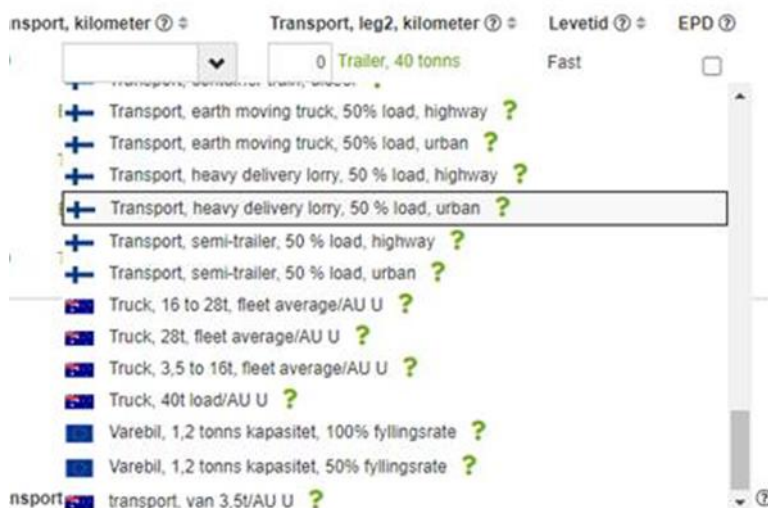 nsport, kilometer ? Transport, leg2, kilometer ? Levetid ? EPD ?
0 Trailer, 40 tonns Fast
Transport, container train, diesel ?
Transport, earth moving truck, 50% load, highway ?
Transport, earth moving truck, 50% load, urban ?
Transport, heavy delivery lorry, 50 % load, highway ?
Transport, heavy delivery lorry, 50 % load, urban ?
Transport, semi-trailer, 50 % load, highway ?
Transport, semi-trailer, 50 % load, urban ?
Truck, 16 to 28t, fleet average/AU U ?
Truck, 28t, fleet average/AU U ?
Truck, 3,5 to 16t, fleet average/AU U ?
Truck, 40t load/AU U ?
Varebil, 1,2 tonns kapasitet, 100% fyllingsrate ?
Varebil, 1,2 tonns kapasitet, 50% fyllingsrate ?
nsport transport, van 3.5t/AU U ? ?